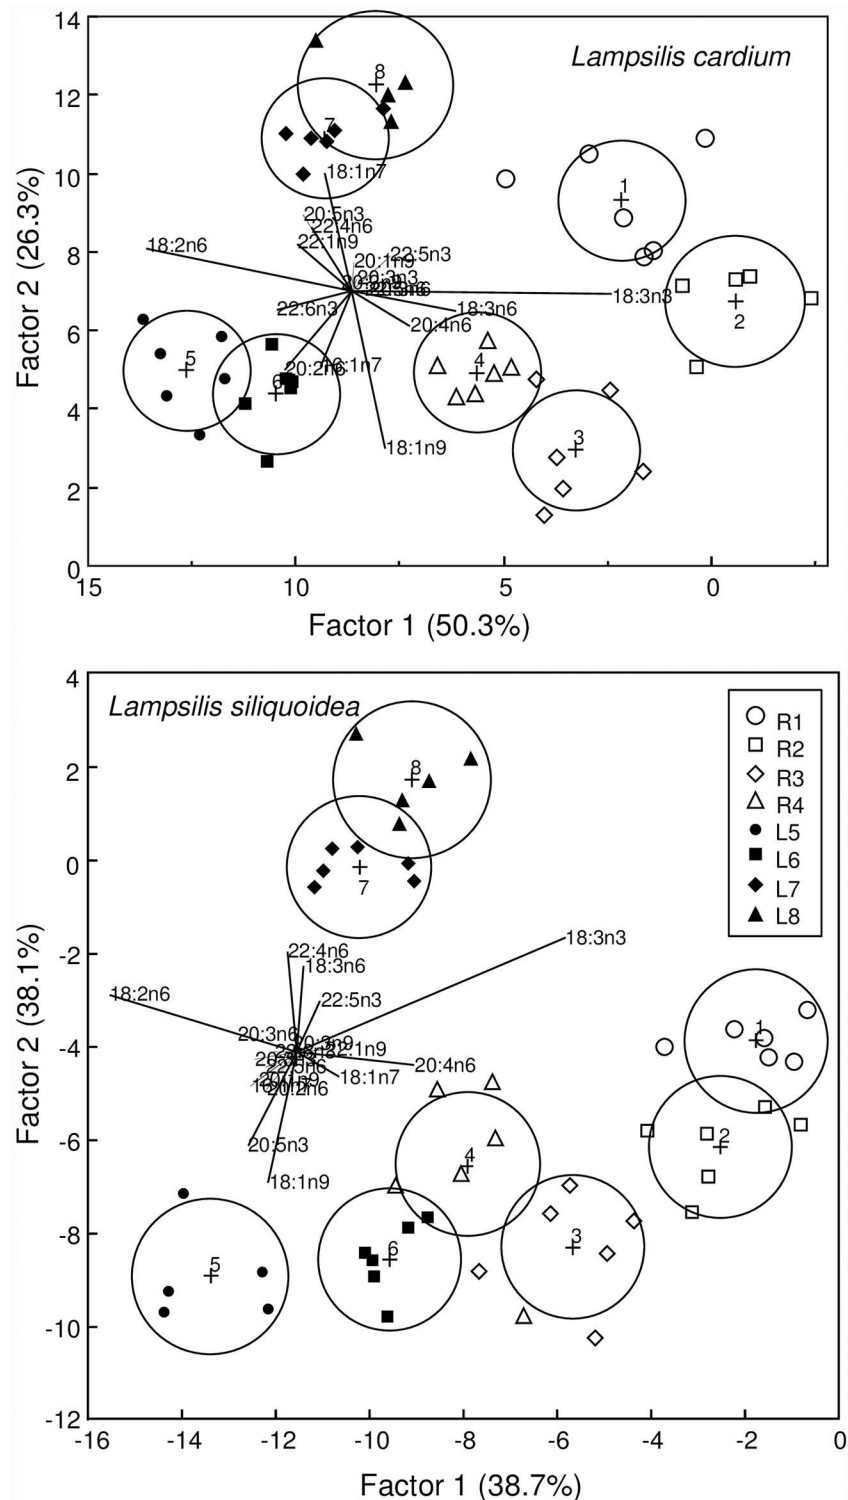 14
Lampsilis cardium
12
10
8
6
4
2
0
Factor 2 (26.3%)
8
7
1
2
3
4
5
6
18:1n7
20:5n3
22:4n6
22:1n9
18:2n6
22:5n3
20:1n9
20:3n3
18:3n3
22:6n3
18:3n6
20:4n6
20:2n6
18:1n9
15
10
5
0
Factor 1 (50.3%)
4
Lampsilis siliquoidea
2
0
-2
-4
-6
-8
-10
-12
Factor 2 (38.1%)
R1
R2
R3
R4
L5
L6
L7
L8
8
7
18:3n3
22:4n6
18:3n6
18:2n6
22:5n3
20:3n6
22:1n9
20:4n6
18:1n7
20:2n6
20:5n3
18:1n9
1
2
3
4
5
6
-16
-14
-12
-10
-8
-6
-4
-2
0
Factor 1 (38.7%)